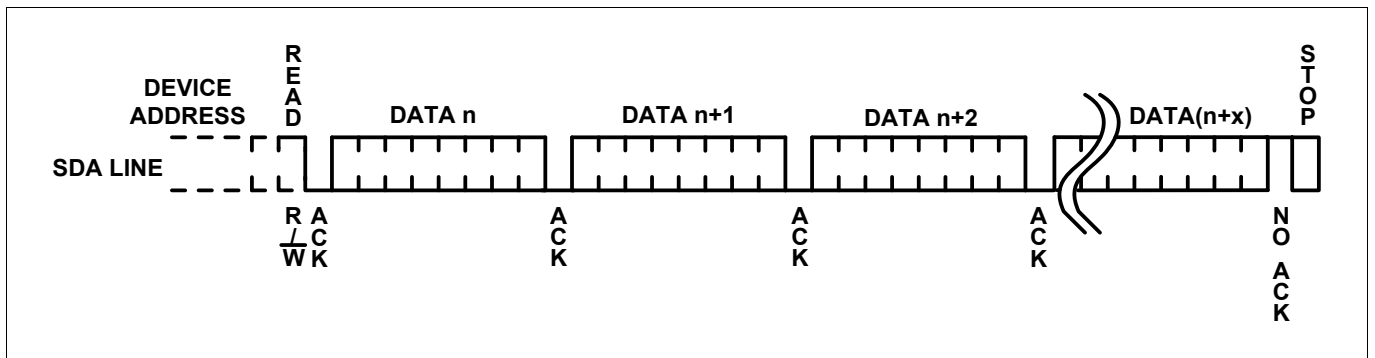 READ
STOP
DEVICE
ADDRESS
DATA n
DATA n+1
DATA n+2
DATA(n+x)
SDA LINE
R/W
ACK
ACK
ACK
ACK
NO ACK